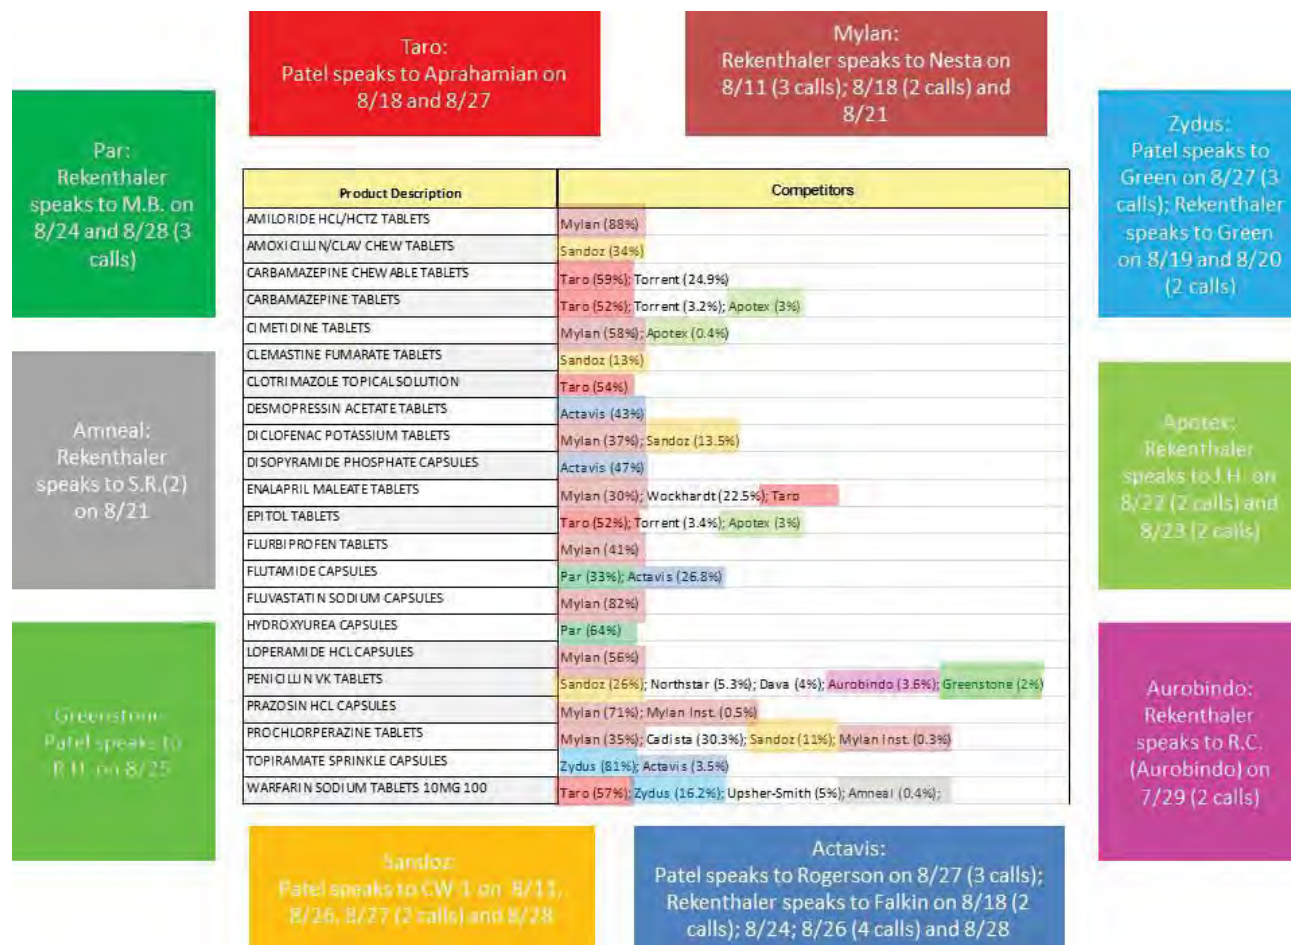 Taro:
Patel speaks to Aprahamian on
8/18 and 8/27
Mylan:
Rekenthaler speaks to Nesta on
8/11 (3 calls); 8/18 (2 calls) and
8/21
Par:
Rekenthaler
speaks to M.B. on
8/24 and 8/28 (3
calls)
Zydus:
Patel speaks to
Green on 8/27 (3
calls); Rekenthaler
speaks to Green
on 8/19 and 8/20
(2 calls)
Amneal:
Rekenthaler
speaks to S.R.(2)
on 8/21
Apotex:
Rekenthaler
speaks to J.H. on
8/22 (2 calls) and
8/23 (2 calls)
Greenstone:
Patel speaks to
R.H. on 8/25
Aurobindo:
Rekenthaler
speaks to R.C.
(Aurobindo) on
7/29 (2 calls)
Product Description Competitors
AMILORIDE HCL/HCTZ TABLETS Mylan (88%)
AMOXICILLIN/CLAV CHEW TABLETS Sandoz (34%)
CARBAMAZEPINE CHEWABLE TABLETS Taro (59%); Torrent (24.9%)
CARBAMAZEPINE TABLETS Taro (52%); Torrent (3.2%); Apotex (3%)
CIMETIDINE TABLETS Mylan (58%); Apotex (0.4%)
CLEMASTINE FUMARATE TABLETS Sandoz (13%)
CLOTRIMAZOLE TOPICAL SOLUTION Taro (54%)
DESMOPRESSIN ACETATE TABLETS Actavis (43%)
DICLOFENAC POTASSIUM TABLETS Mylan (37%); Sandoz (13.5%)
DISOPYRAMIDE PHOSPHATE CAPSULES Actavis (47%)
ENALAPRIL MALEATE TABLETS Mylan (30%); Wockhardt (22.5%); Taro
EPITOL TABLETS Taro (52%); Torrent (3.4%); Apotex (3%)
FLURBIPROFEN TABLETS Mylan (41%)
FLUTAMIDE CAPSULES Par (33%); Actavis (26.8%)
FLUVASTATIN SODIUM CAPSULES Mylan (82%)
HYDROXYUREA CAPSULES Par (64%)
LOPERAMIDE HCL CAPSULES Mylan (56%)
PENICILLIN VK TABLETS Sandoz (26%); Northstar (5.3%); Dava (4%); Aurobindo (3.6%); Greenstone (2%)
PRAZOSIN HCL CAPSULES Mylan (71%); Mylan Inst. (0.5%)
PROCHLORPERAZINE TABLETS Mylan (35%); Cadista (30.3%); Sandoz (11%); Mylan Inst. (0.3%)
TOPIRAMATE SPRINKLE CAPSULES Zydus (81%); Actavis (3.5%)
WARFARIN SODIUM TABLETS 10MG 100 Taro (57%); Zydus (16.2%); Upsher-Smith (5%); Amneal (0.4%);
Sandoz:
Patel speaks to CW-1 on 8/11,
8/26, 8/27 (2 calls) and 8/28
Actavis:
Patel speaks to Rogerson on 8/27 (3 calls);
Rekenthaler speaks to Falkin on 8/18 (2
calls); 8/24; 8/26 (4 calls) and 8/28